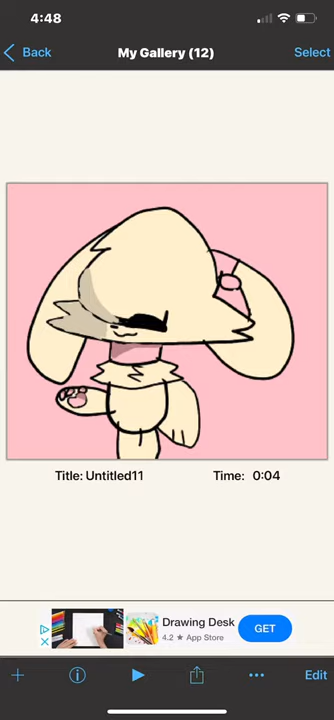 4:48
Back
My Gallery (12)
Select
Title: Untitled11
Time: 0:04
Drawing Desk
4.2 ★ App Store
GET
Edit